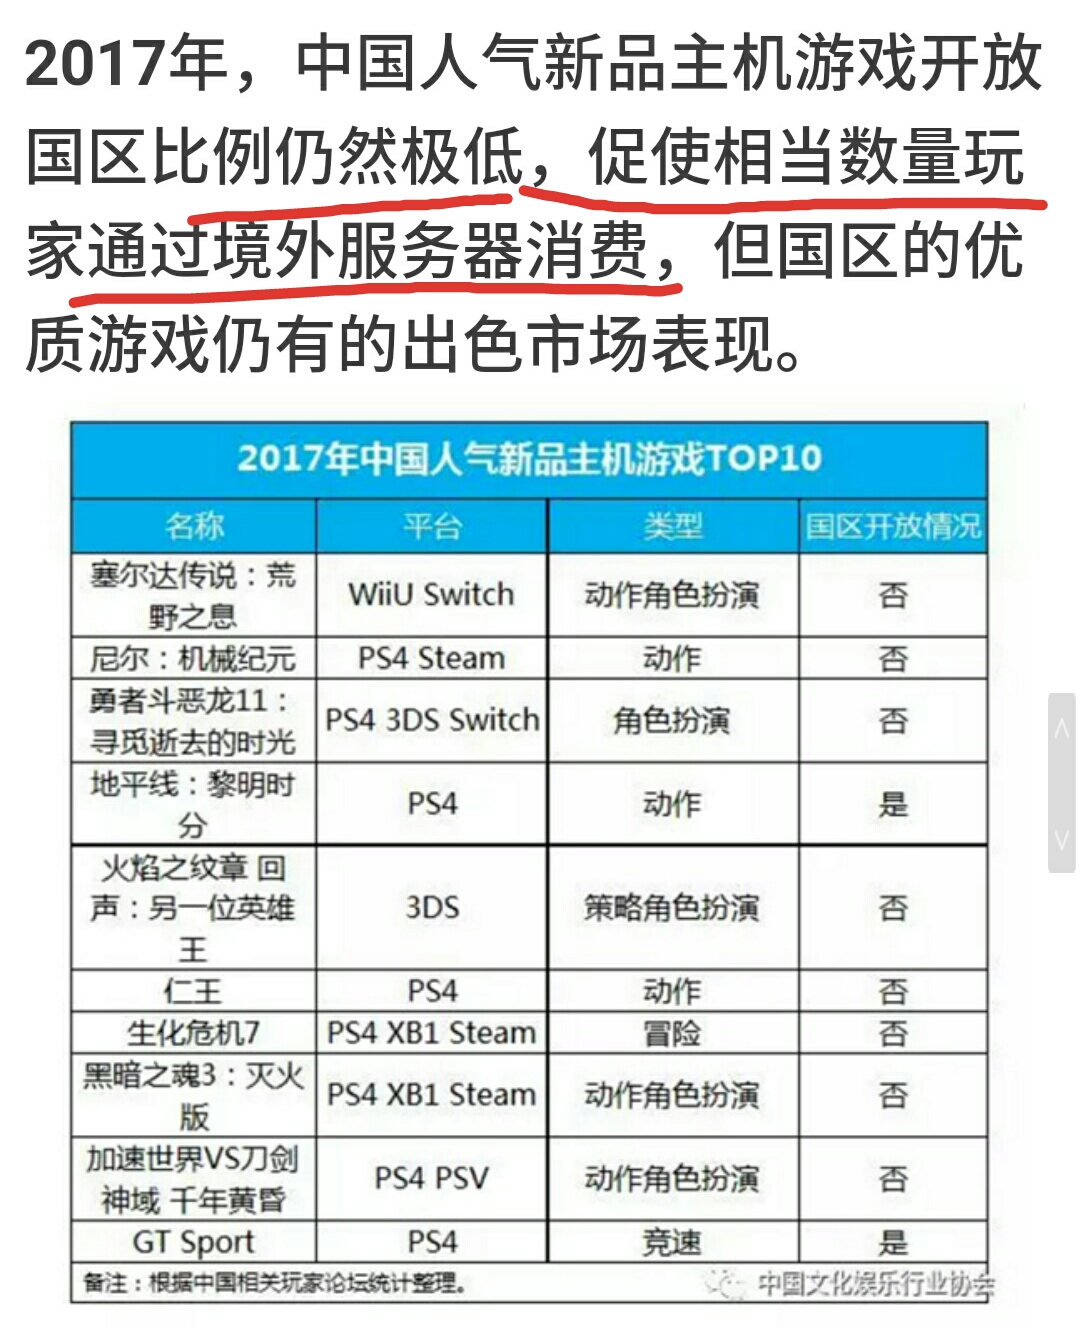 2017年，中国人气新品主机游戏开放
国区比例仍然极低，促使相当数量玩
家通过境外服务器消费，但国区的优
质游戏仍有的出色市场表现。
2017年中国人气新品主机游戏TOP10
名称 平台 类型 国区开放情况
塞尔达传说：荒
野之息 WiiU Switch 动作角色扮演 否
尼尔：机械纪元 PS4 Steam 动作 否
勇者斗恶龙11：
寻觅逝去的时光 PS4 3DS Switch 角色扮演 否
地平线：黎明时
分 PS4 动作 是
火焰之纹章 回
声：另一位英雄
王 3DS 策略角色扮演 否
仁王 PS4 动作 否
生化危机7 PS4 XB1 Steam 冒险 否
黑暗之魂3：灭火
版 PS4 XB1 Steam 动作角色扮演 否
加速世界VS刀剑
神域 千年黄昏 PS4 PSV 动作角色扮演 否
GT Sport PS4 竞速 是
备注：根据中国相关玩家论坛统计整理。
中国文化娱乐行业协会